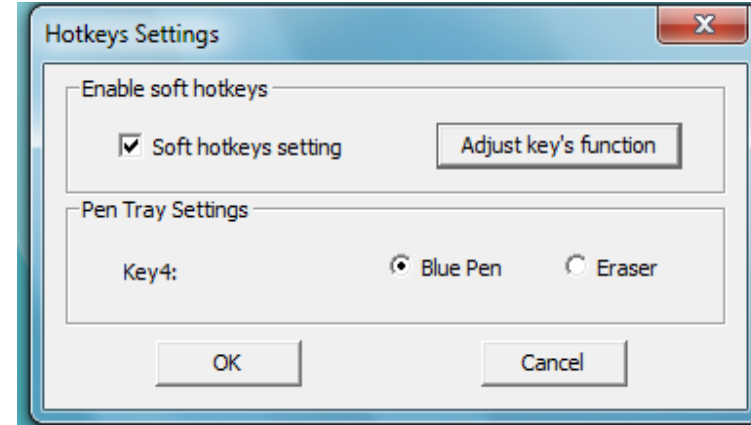 Hotkeys Settings
Enable soft hotkeys
Soft hotkeys setting
Adjust key's function
Pen Tray Settings
Key4:
Blue Pen
Eraser
OK
Cancel